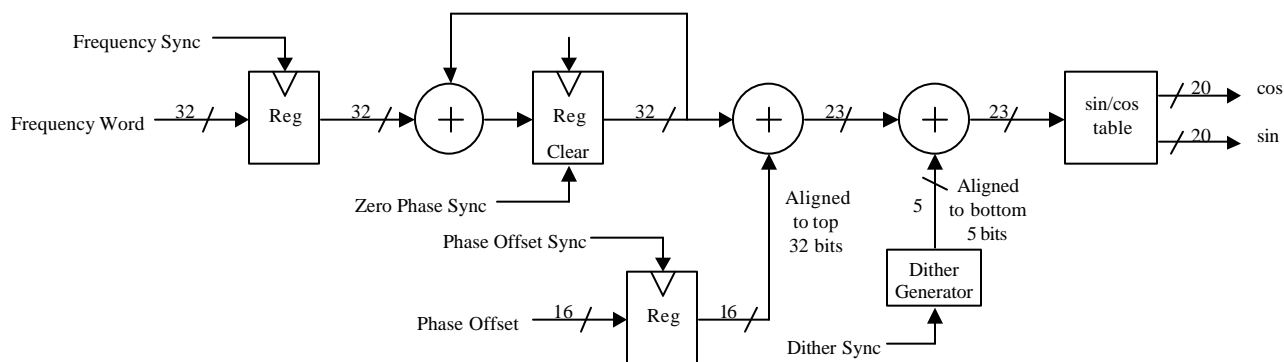 Frequency Sync
Frequency Word
32
Reg
32
Reg
Clear
32
Zero Phase Sync
Phase Offset Sync
Phase Offset
16
Reg
16
Aligned
to top
32 bits
23
23
5
Aligned
to bottom
5 bits
Dither
Generator
Dither Sync
sin/cos
table
20
cos
20
sin